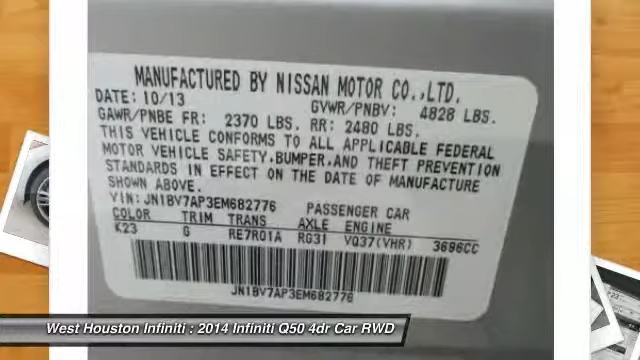 MANUFACTURED BY NISSAN MOTOR CO.,LTD.
DATE: 10/13 GVWR/PNBV: 4828 LBS.
GAWR/PNBE FR: 2370 LBS. RR: 2480 LBS.
THIS VEHICLE CONFORMS TO ALL APPLICABLE FEDERAL
MOTOR VEHICLE SAFETY,BUMPER,AND THEFT PREVENTION
STANDARDS IN EFFECT ON THE DATE OF MANUFACTURE
SHOWN ABOVE.
VIN: JN1BV7AP3EM682776 PASSENGER CAR
COLOR TRIM TRANS AXLE ENGINE
K23 G RE7R01A RG31 VQ37(VHR) 3696CC
JN1BV7AP3EM682776
West Houston Infiniti : 2014 Infiniti Q50 4dr Car RWD